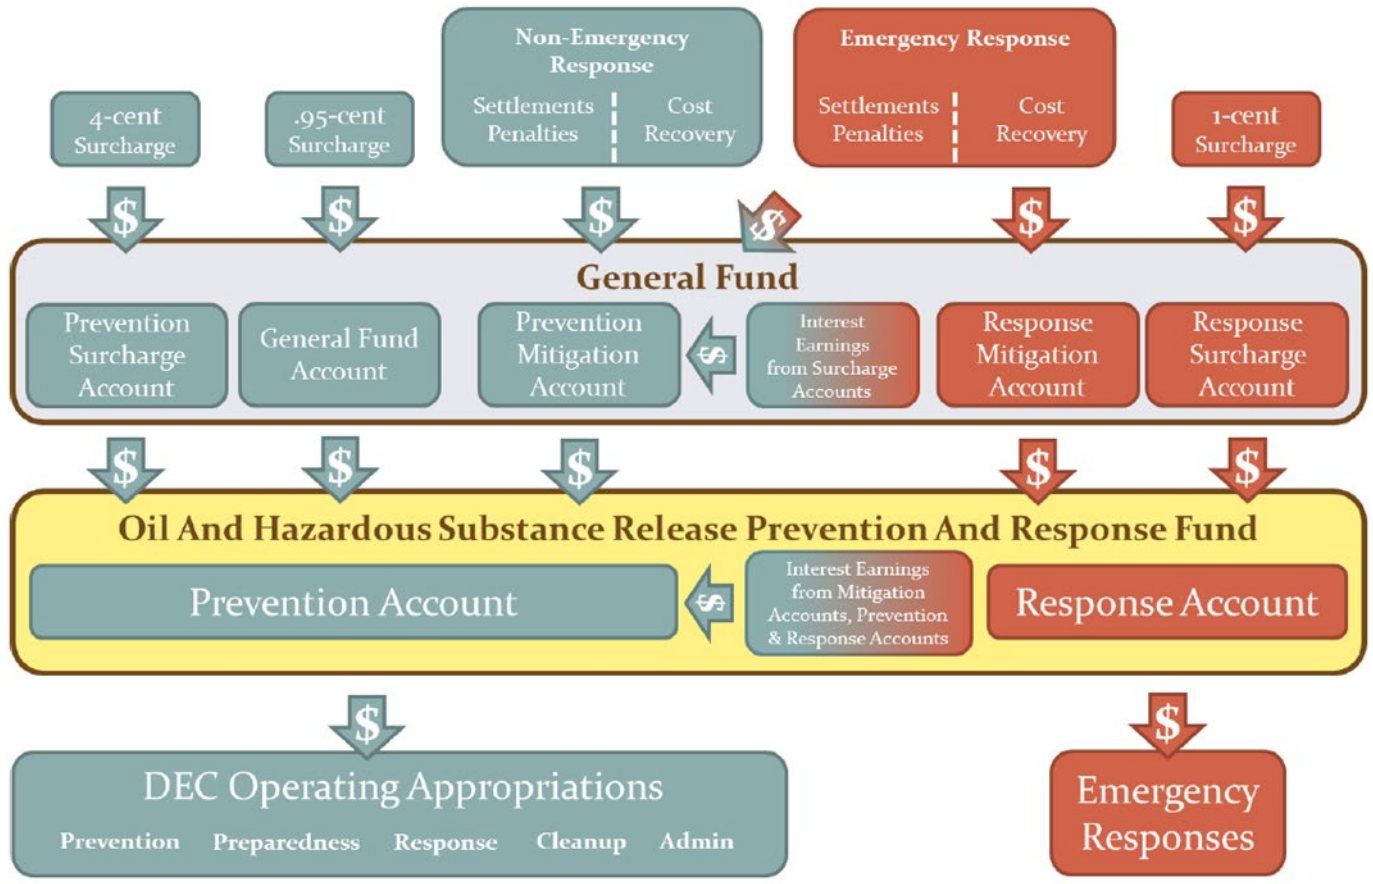 Non-Emergency
Response
Settlements
Penalties
Cost
Recovery
Emergency Response
Settlements
Penalties
Cost
Recovery
4-cent
Surcharge
.95-cent
Surcharge
1-cent
Surcharge
$
$
$
$
$
$
General Fund
Prevention
Surcharge
Account
General Fund
Account
Prevention
Mitigation
Account
$
Interest
Earnings
from Surcharge
Accounts
Response
Mitigation
Account
Response
Surcharge
Account
$
$
$
$
$
Oil And Hazardous Substance Release Prevention And Response Fund
Prevention Account
$
Interest Earnings
from Mitigation
Accounts, Prevention
& Response Accounts
Response Account
$
$
DEC Operating Appropriations
Prevention Preparedness Response Cleanup Admin
Emergency
Responses